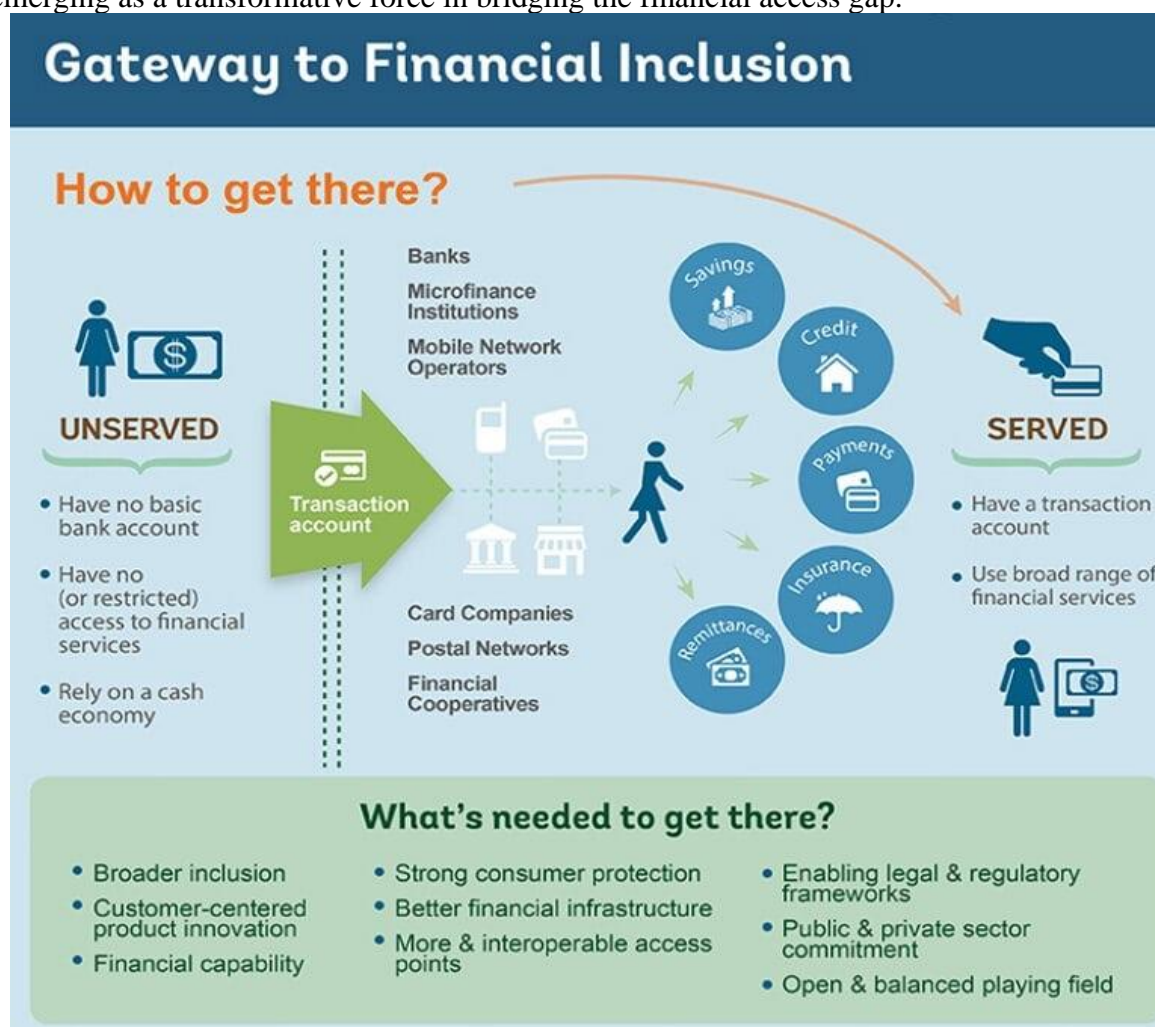 emerging as a transformative force in bridging the financial access gap.
Gateway to Financial Inclusion
How to get there?
UNSERVED
• Have no basic
bank account
• Have no
(or restricted)
access to financial
services
• Rely on a cash
economy
Transaction
account
Banks
Microfinance
Institutions
Mobile Network
Operators
Card Companies
Postal Networks
Financial
Cooperatives
Savings
Credit
Payments
Insurance
Remittances
SERVED
• Have a transaction
account
• Use broad range of
financial services
What's needed to get there?
• Broader inclusion
• Customer-centered
product innovation
• Financial capability
• Strong consumer protection
• Better financial infrastructure
• More & interoperable access
points
• Enabling legal & regulatory
frameworks
• Public & private sector
commitment
• Open & balanced playing field